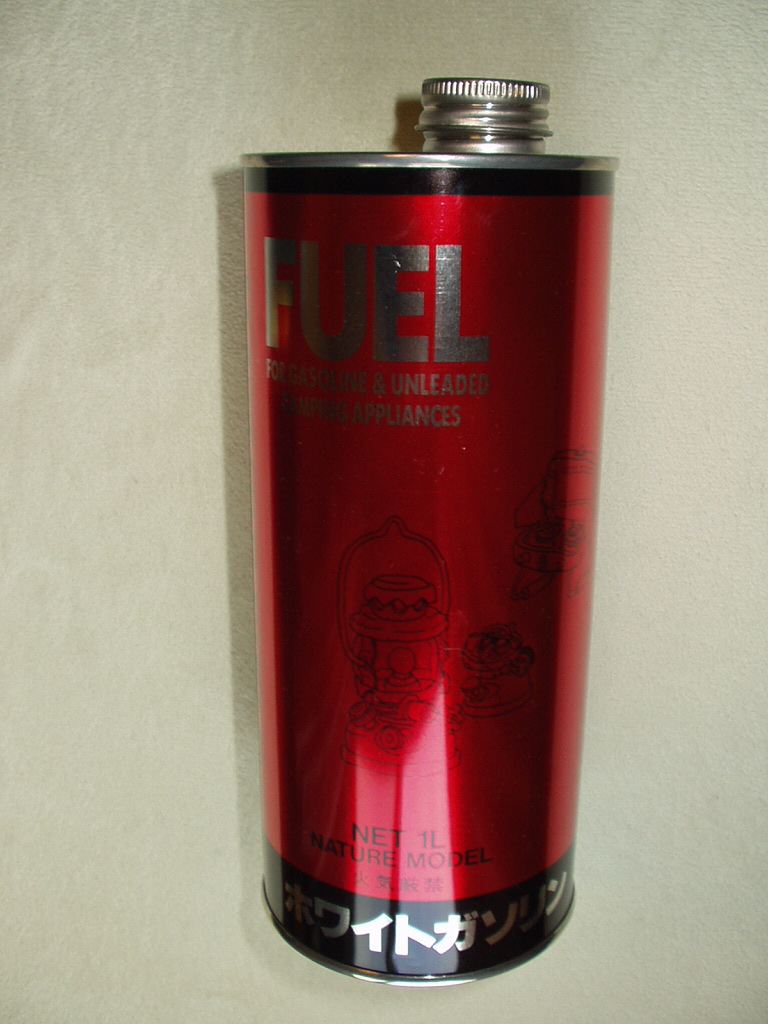 FUEL
FOR GASOLINE & UNLEADED
CAMPING APPLIANCES
NET 1L
NATURE MODEL
火気厳禁
ホワイトガソリン